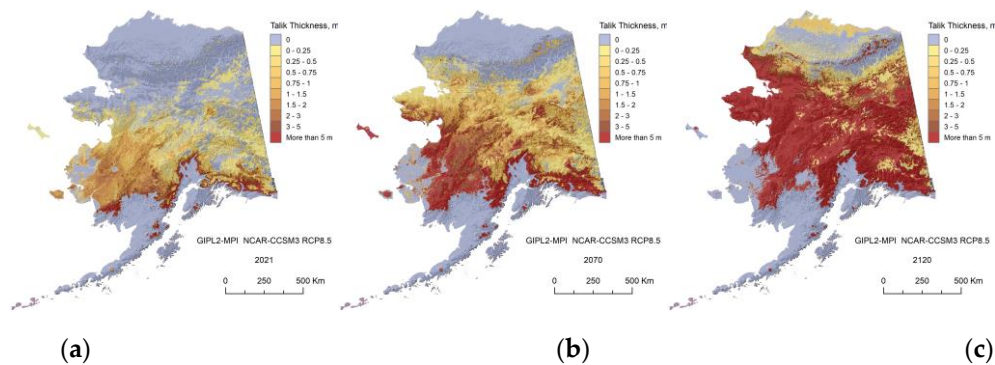 Talik Thickness, m
0
0 - 0.25
0.25 - 0.5
0.5 - 0.75
0.75 - 1
1 - 1.5
1.5 - 2
2 - 3
3 - 5
More than 5 m
GIPL2-MPI NCAR-CCSM3 RCP8.5
2021
0 250 500 Km
(a)
Talik Thickness, m
0
0 - 0.25
0.25 - 0.5
0.5 - 0.75
0.75 - 1
1 - 1.5
1.5 - 2
2 - 3
3 - 5
More than 5 m
GIPL2-MPI NCAR-CCSM3 RCP8.5
2070
0 250 500 Km
(b)
Talik Thickness, m
0
0 - 0.25
0.25 - 0.5
0.5 - 0.75
0.75 - 1
1 - 1.5
1.5 - 2
2 - 3
3 - 5
More than 5 m
GIPL2-MPI NCAR-CCSM3 RCP8.5
2120
0 250 500 Km
(c)